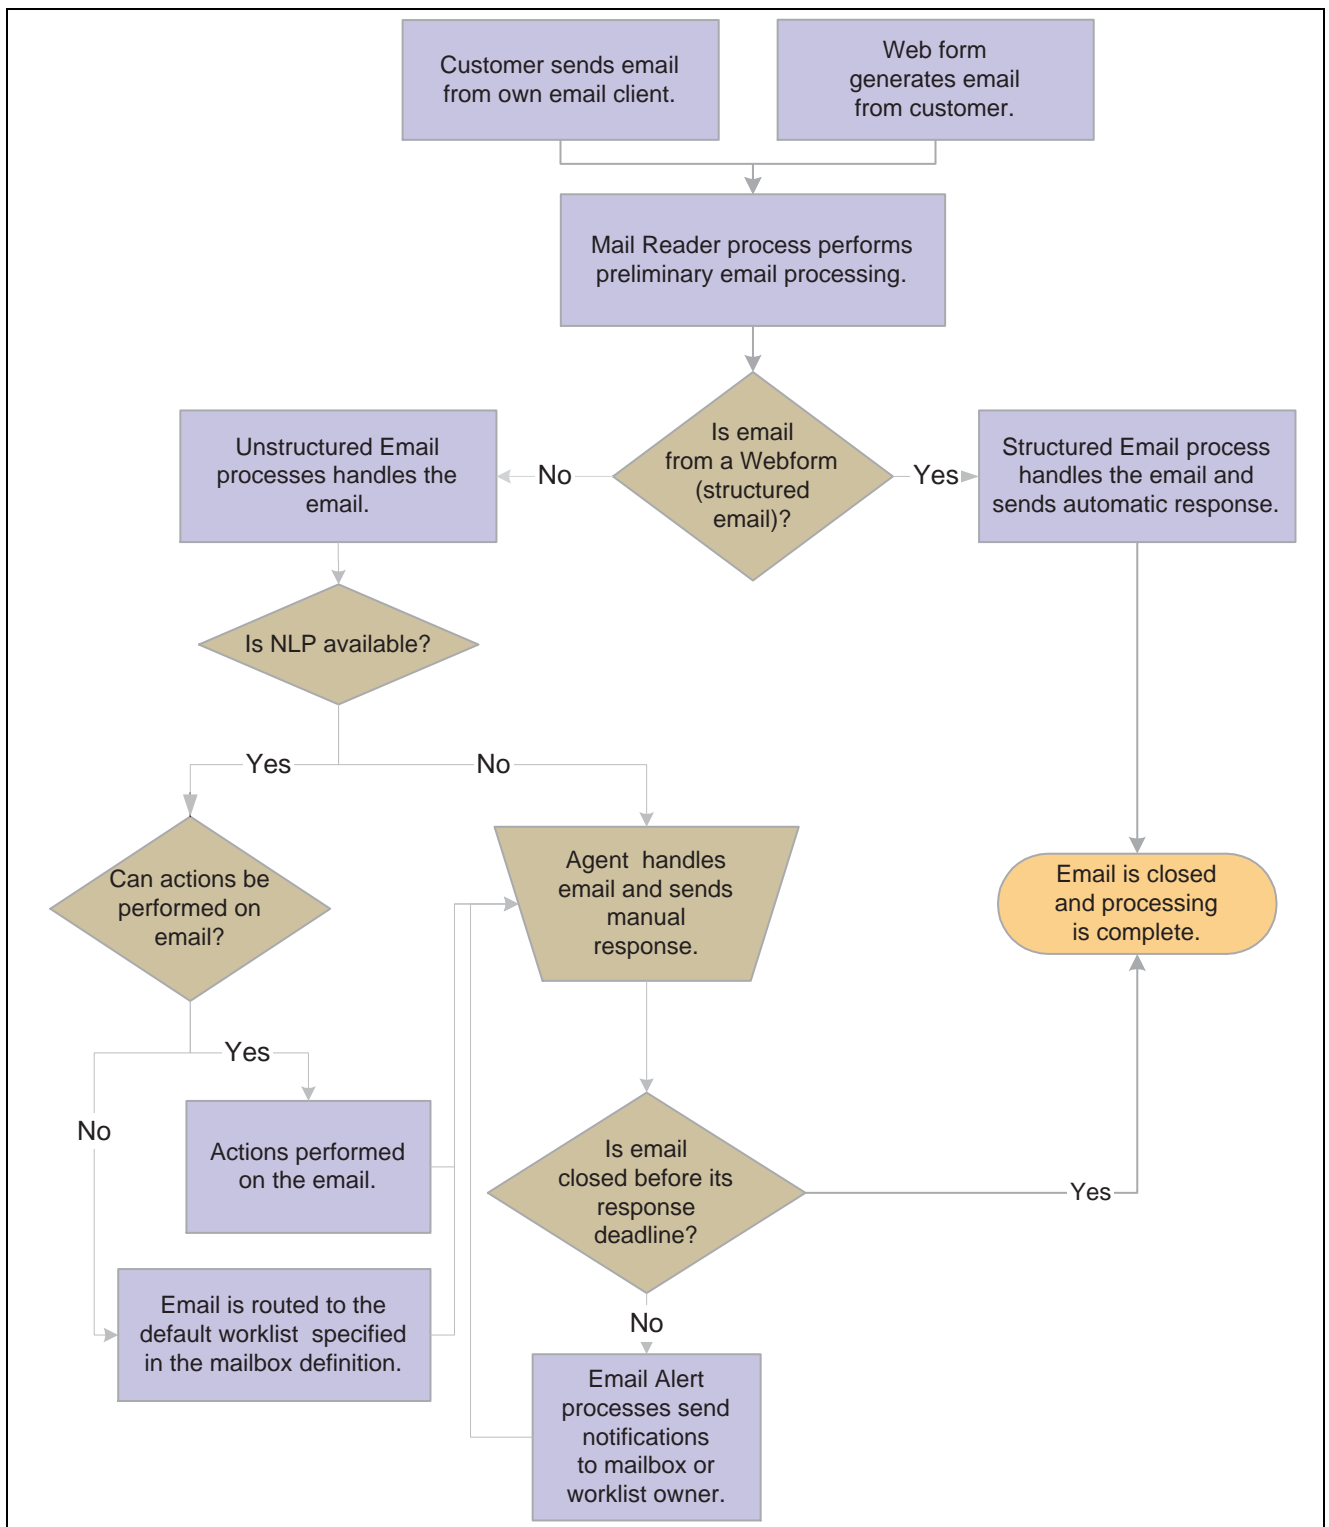 Customer sends email
from own email client.
Web form
generates email
from customer.
Mail Reader process performs
preliminary email processing.
Is email
from a Webform
(structured
email)?
No
Yes
Unstructured Email
processes handles the
email.
Structured Email process
handles the email and
sends automatic response.
Is NLP available?
Yes
No
Can actions be
performed on
email?
Agent handles
email and sends
manual
response.
Email is closed
and processing
is complete.
Yes
No
Actions performed
on the email.
Is email
closed before its
response
deadline?
Yes
Email is routed to the
default worklist specified
in the mailbox definition.
No
Email Alert
processes send
notifications
to mailbox or
worklist owner.